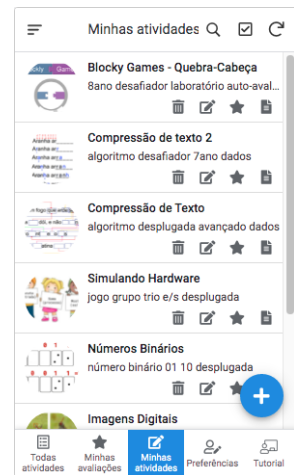 Minhas atividades
Blocky Games - Quebra-Cabeça
8ano desafiador laboratório auto-aval...
Compressão de texto 2
algoritmo desafiador 7ano dados
Compressão de Texto
algoritmo desplugada avançado dados
Simulando Hardware
jogo grupo trio e/s desplugada
Números Binários
número binário 01 10 desplugada
Imagens Digitais
Todas atividades
Minhas avaliações
Minhas atividades
Preferências
Tutorial